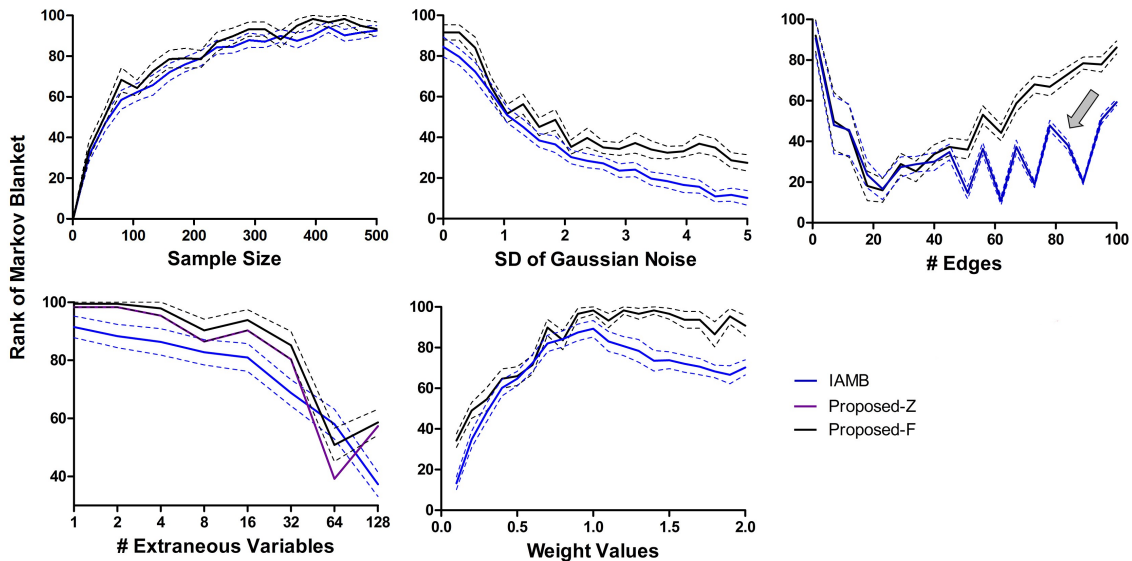 Rank of Markov Blanket
100
80
60
40
20
0
0 100 200 300 400 500
Sample Size
100
80
60
40
20
0
0 1 2 3 4 5
SD of Gaussian Noise
100
80
60
40
20
0
0 20 40 60 80 100
# Edges
100
80
60
40
1 2 4 8 16 32 64 128
# Extraneous Variables
100
80
60
40
20
0
0.0 0.5 1.0 1.5 2.0
Weight Values
IAMB
Proposed-Z
Proposed-F